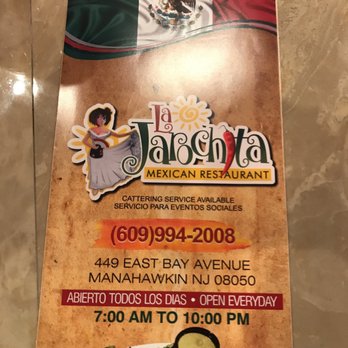 La
Jarochita
MEXICAN RESTAURANT
CATTERING SERVICE AVAILABLE
SERVICIO PARA EVENTOS SOCIALES
(609)994-2008
449 EAST BAY AVENUE
MANAHAWKIN NJ 08050
ABIERTO TODOS LOS DIAS • OPEN EVERYDAY
7:00 AM TO 10:00 PM